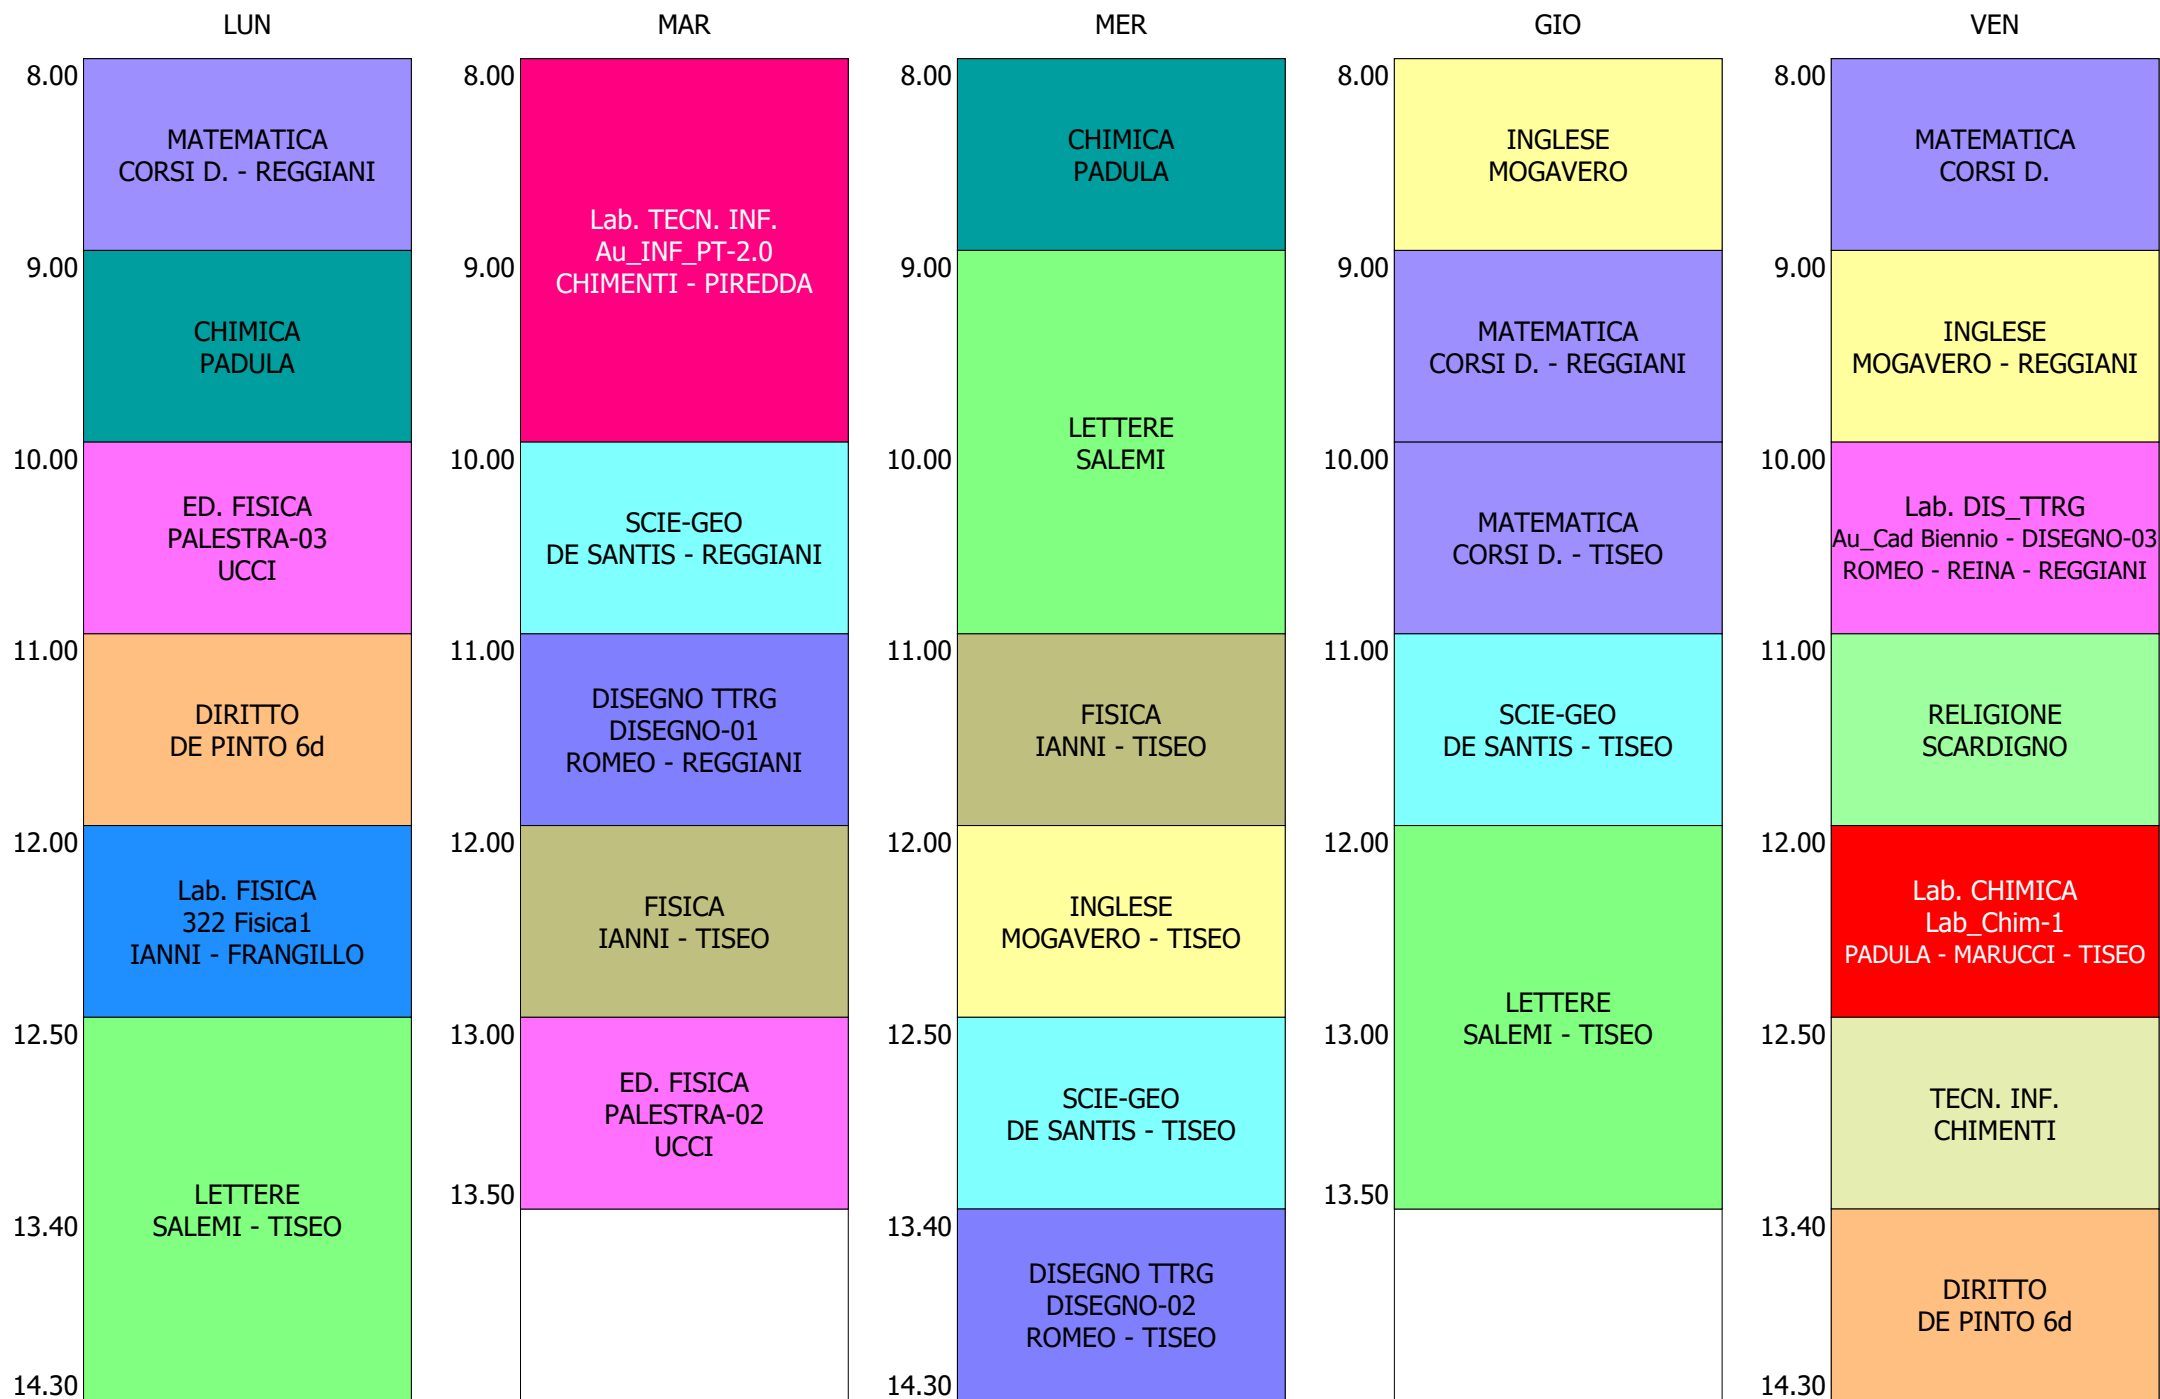 LUN
8.00
MATEMATICA
CORSI D. - REGGIANI
9.00
CHIMICA
PADULA
10.00
ED. FISICA
PALESTRA-03
UCCI
11.00
DIRITTO
DE PINTO 6d
12.00
Lab. FISICA
322 Fisica1
IANNI - FRANGILLO
12.50
LETTERE
SALEMI - TISEO
13.40
14.30
MAR
8.00
Lab. TECN. INF.
Au_INF_PT-2.0
CHIMENTI - PIREDDA
9.00
10.00
SCIE-GEO
DE SANTIS - REGGIANI
11.00
DISEGNO TTRG
DISEGNO-01
ROMEO - REGGIANI
12.00
FISICA
IANNI - TISEO
13.00
ED. FISICA
PALESTRA-02
UCCI
13.50
MER
8.00
CHIMICA
PADULA
9.00
LETTERE
SALEMI
10.00
11.00
FISICA
IANNI - TISEO
12.00
INGLESE
MOGAVERO - TISEO
12.50
SCIE-GEO
DE SANTIS - TISEO
13.40
DISEGNO TTRG
DISEGNO-02
ROMEO - TISEO
14.30
GIO
8.00
INGLESE
MOGAVERO
9.00
MATEMATICA
CORSI D. - REGGIANI
10.00
MATEMATICA
CORSI D. - TISEO
11.00
SCIE-GEO
DE SANTIS - TISEO
12.00
LETTERE
SALEMI - TISEO
13.00
13.50
VEN
8.00
MATEMATICA
CORSI D.
9.00
INGLESE
MOGAVERO - REGGIANI
10.00
Lab. DIS_TTRG
Au_Cad Biennio - DISEGNO-03
ROMEO - REINA - REGGIANI
11.00
RELIGIONE
SCARDIGNO
12.00
Lab. CHIMICA
Lab_Chim-1
PADULA - MARUCCI - TISEO
12.50
TECN. INF.
CHIMENTI
13.40
DIRITTO
DE PINTO 6d
14.30